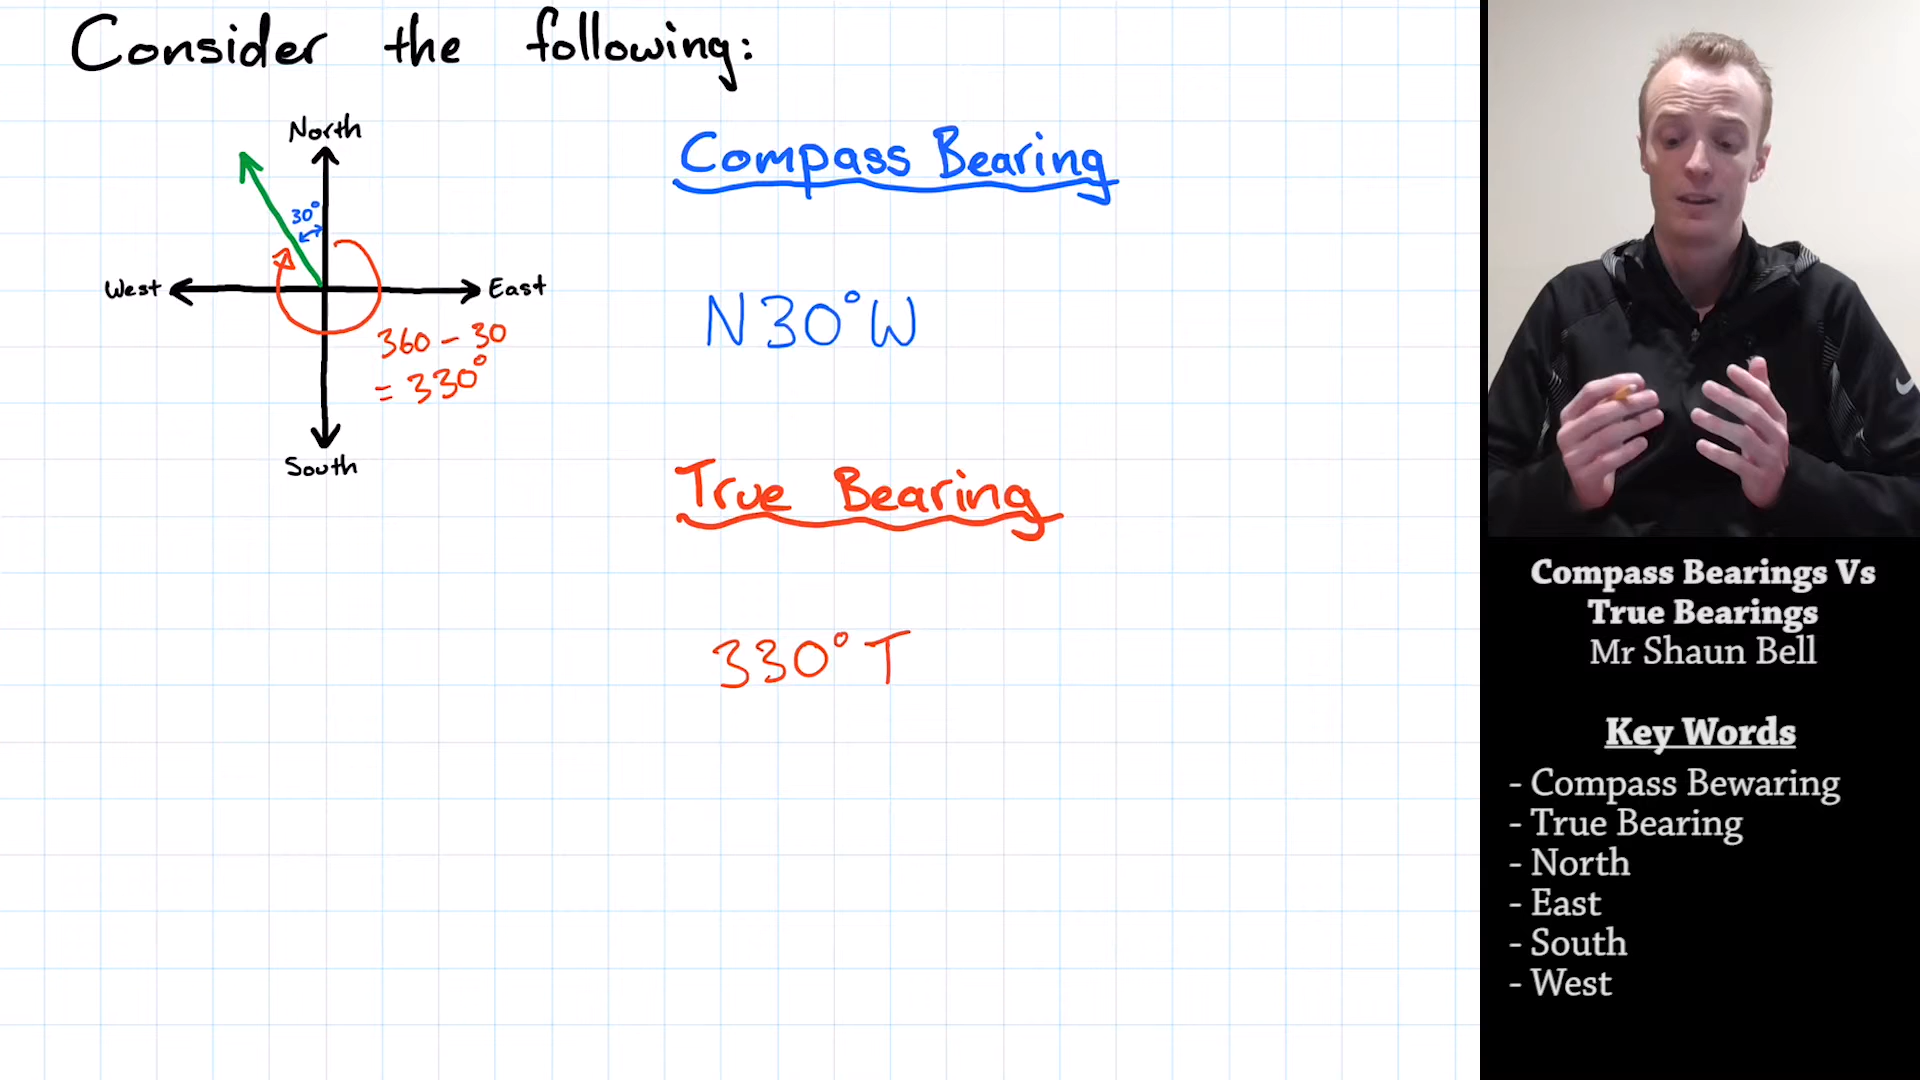 Consider the following:
North
30°
West
East
360 - 30
= 330°
South
Compass Bearing
N30°W
True Bearing
330°T
Compass Bearings Vs
True Bearings
Mr Shaun Bell
Key Words
- Compass Bewaring
- True Bearing
- North
- East
- South
- West